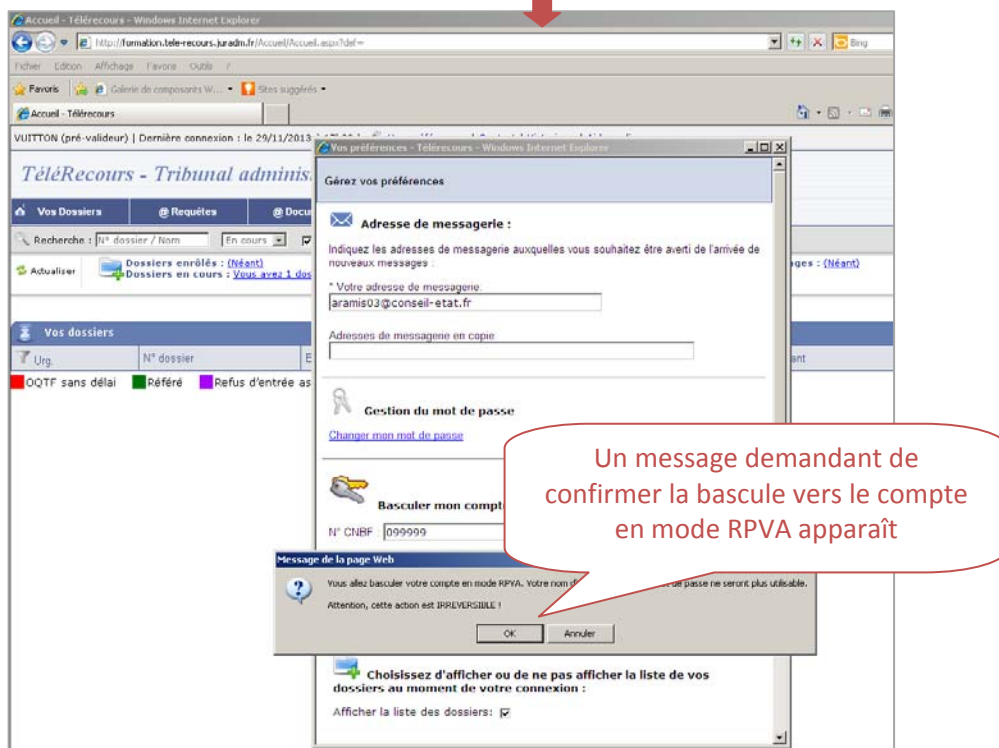 Accueil - Télérecours - Windows Internet Explorer
http://formation.tele-recours.juradm.fr/Accueil/Accueil.aspx?def=
Bing
Fichier Edition Affichage Favoris Outils ?
Favoris Galerie de composants W... Sites suggérés
Accueil - Télérecours
VUITTON (pré-valideur) | Dernière connexion : le 29/11/2013
TéléRecours - Tribunal adminis
Vos Dossiers @ Requêtes @ Docu
Recherche : N° dossier / Nom En cours
Actualiser
Dossiers enrôlés : (Néant)
Dossiers en cours : Vous avez 1 dos
ages : (Néant)
Vos dossiers
Urg. N° dossier E ant
OQTF sans délai Référé Refus d'entrée as
Vos préférences - Télérecours - Windows Internet Explorer
Gérez vos préférences
Adresse de messagerie :
Indiquez les adresses de messagerie auxquelles vous souhaitez être averti de l'arrivée de
nouveaux messages :
* Votre adresse de messagerie:
aramis03@conseil-etat.fr
Adresses de messagerie en copie
Gestion du mot de passe
Changer mon mot de passe
Basculer mon compt
N° CNBF : 099999
Un message demandant de
confirmer la bascule vers le compte
en mode RPVA apparaît
Message de la page Web
Vous allez basculer votre compte en mode RPVA. Votre nom d de passe ne seront plus utilisable.
Attention, cette action est IRREVERSIBLE !
OK Annuler
Choisissez d'afficher ou de ne pas afficher la liste de vos
dossiers au moment de votre connexion :
Afficher la liste des dossiers: